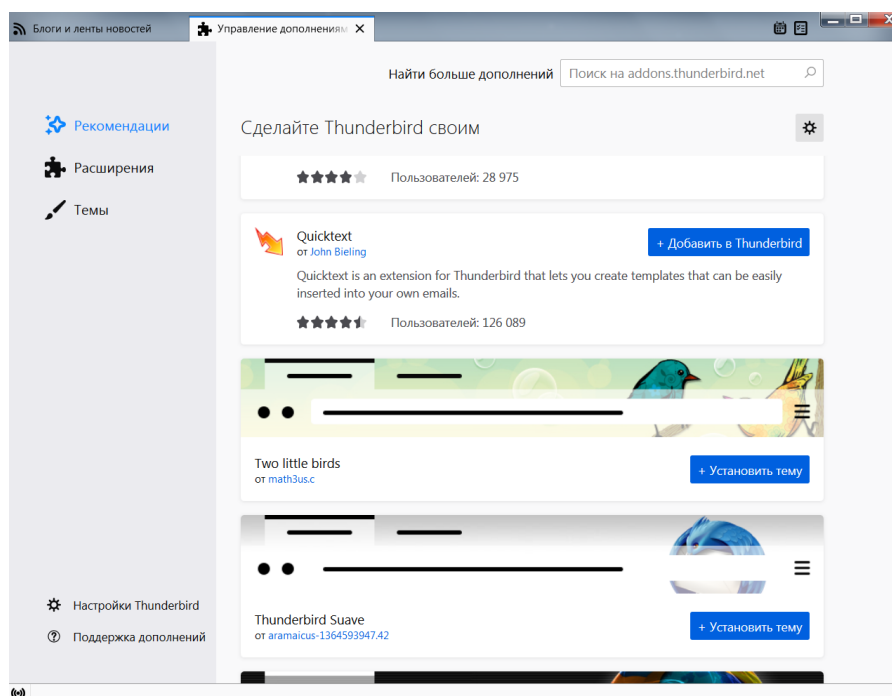 Блоги и ленты новостей
Управление дополнениям
Найти больше дополнений
Поиск на addons.thunderbird.net
Рекомендации
Расширения
Темы
Сделайте Thunderbird своим
Пользователей: 28 975
Quicktext
от John Bieling
+ Добавить в Thunderbird
Quicktext is an extension for Thunderbird that lets you create templates that can be easily
inserted into your own emails.
Пользователей: 126 089
Two little birds
от math3us.c
+ Установить тему
Thunderbird Suave
от aramaicus-1364593947.42
+ Установить тему
Настройки Thunderbird
Поддержка дополнений